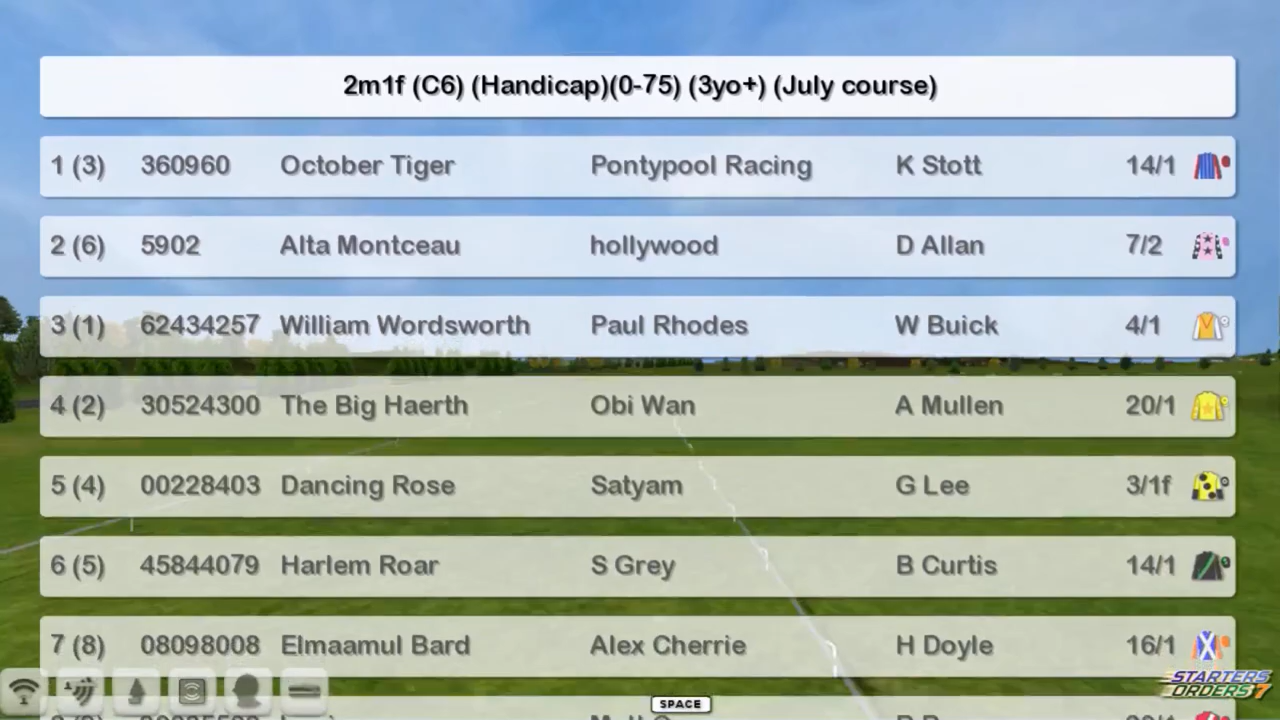 2m1f (C6) (Handicap)(0-75) (3yo+) (July course)
1 (3) 360960 October Tiger Pontypool Racing K Stott 14/1
2 (6) 5902 Alta Montceau hollywood D Allan 7/2
3 (1) 62434257 William Wordsworth Paul Rhodes W Buick 4/1
4 (2) 30524300 The Big Haerth Obi Wan A Mullen 20/1
5 (4) 00228403 Dancing Rose Satyam G Lee 3/1f
6 (5) 45844079 Harlem Roar S Grey B Curtis 14/1
7 (8) 08098008 Elmaamul Bard Alex Cherrie H Doyle 16/1
STARTERS
ORDERS 7
SPACE